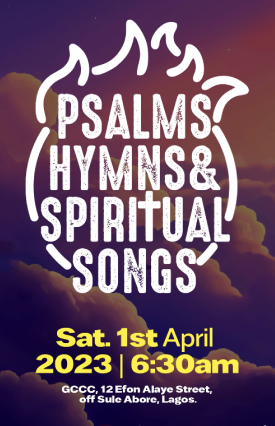 PSALMS
HYMNS&
SPIRITUAL
SONGS
Sat. 1st April
2023 | 6:30am
GCCC, 12 Efon Alaye Street,
off Sule Abore, Lagos.